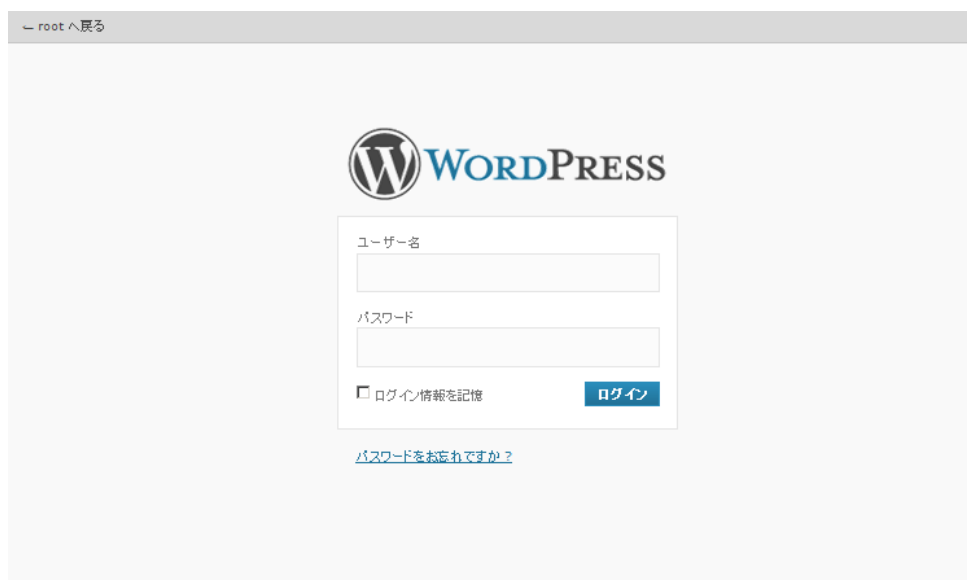 ← root へ戻る
WORDPRESS
ユーザー名
パスワード
ログイン情報を記憶
ログイン
パスワードをお忘れですか ?